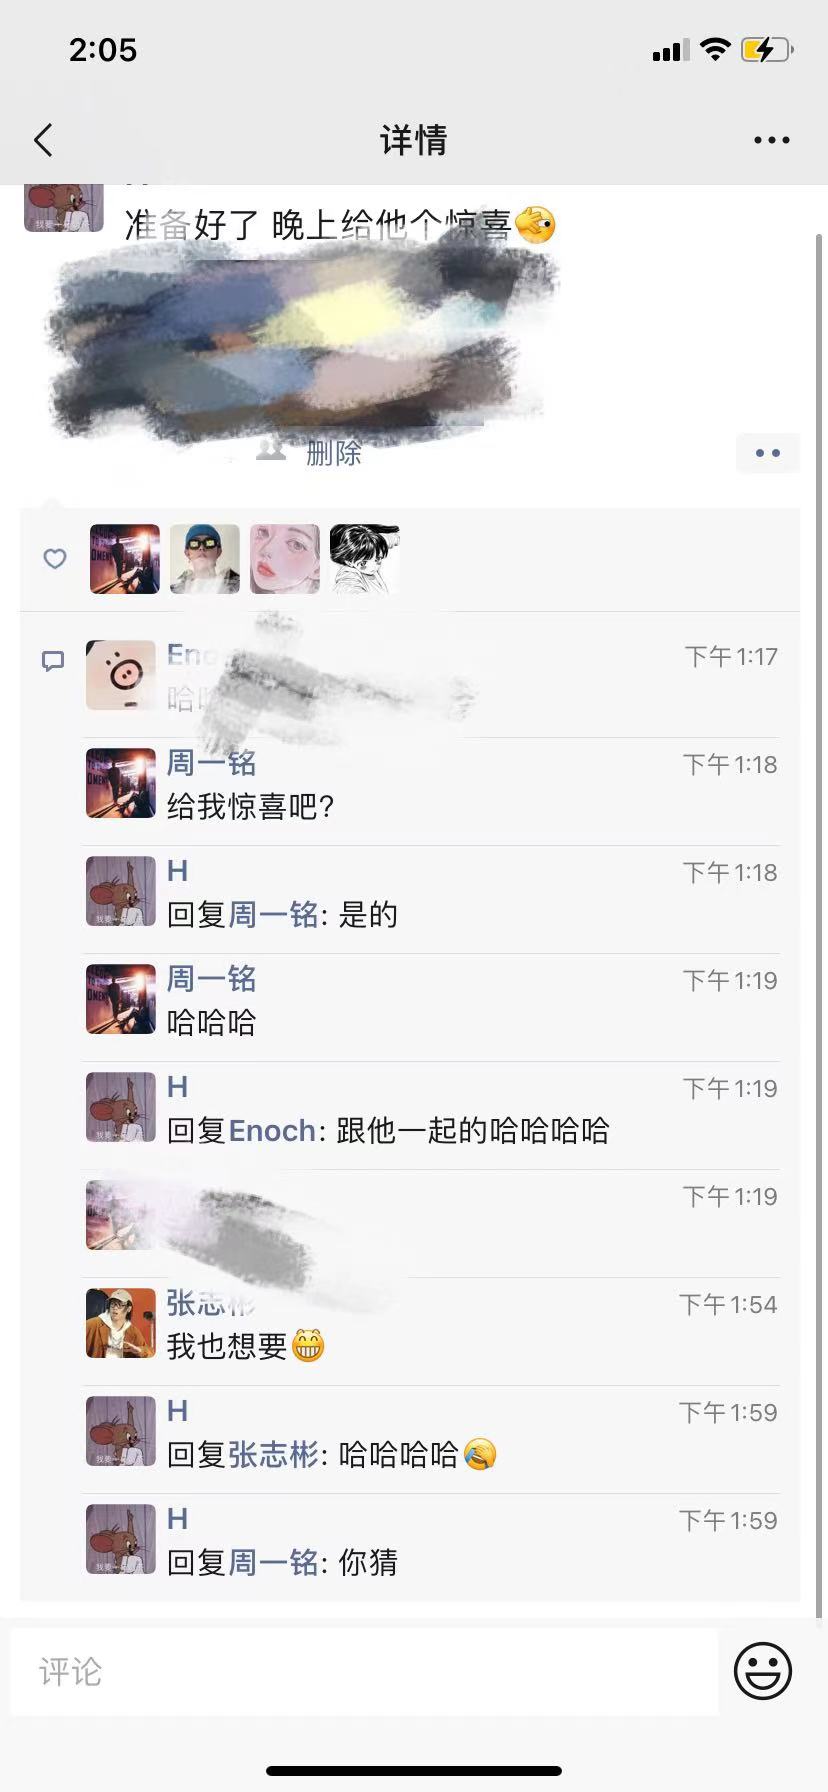 2:05
详情
准备好了 晚上给他个惊喜🫣
删除
下午1:17
周一铭
下午1:18
给我惊喜吧?
H
下午1:18
回复周一铭: 是的
周一铭
下午1:19
哈哈哈
H
下午1:19
回复Enoch: 跟他一起的哈哈哈哈
下午1:19
张志彬
下午1:54
我也想要😁
H
下午1:59
回复张志彬: 哈哈哈哈🤣
H
下午1:59
回复周一铭: 你猜
评论